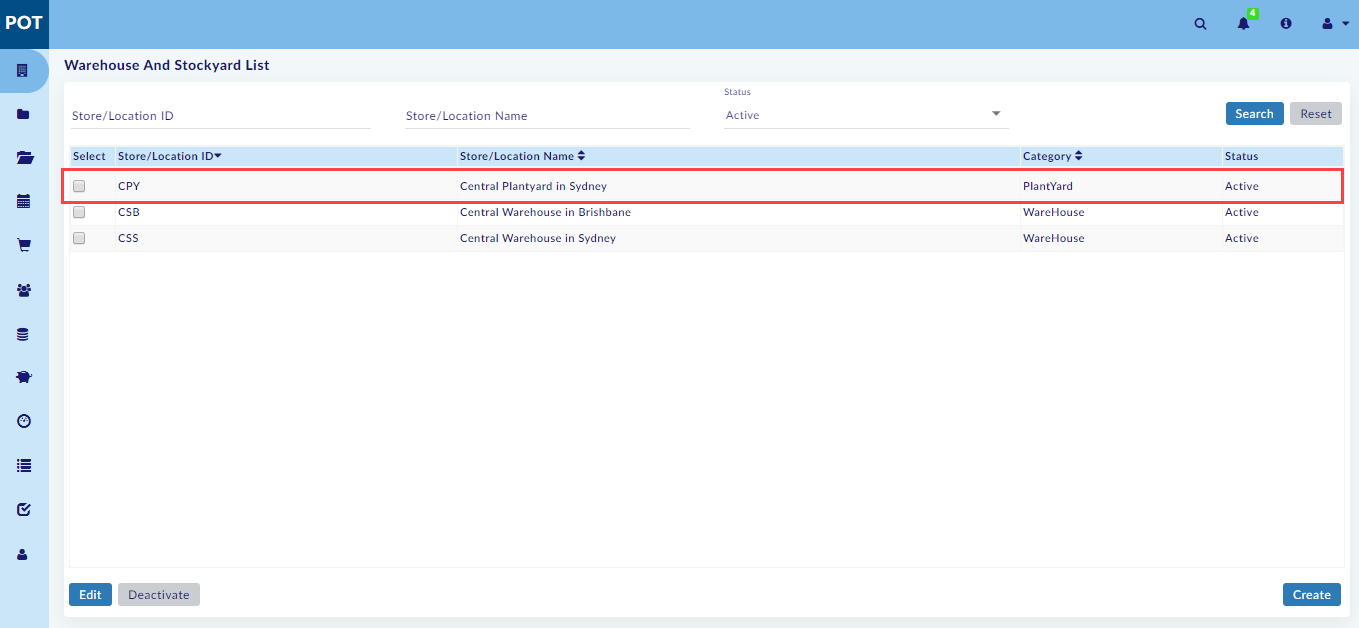 POT
4
Warehouse And Stockyard List
Status
Store/Location ID Store/Location Name Active Search Reset
Select Store/Location ID Store/Location Name Category Status
CPY Central Plantyard in Sydney PlantYard Active
CSB Central Warehouse in Brishbane WareHouse Active
CSS Central Warehouse in Sydney WareHouse Active
Edit Deactivate Create